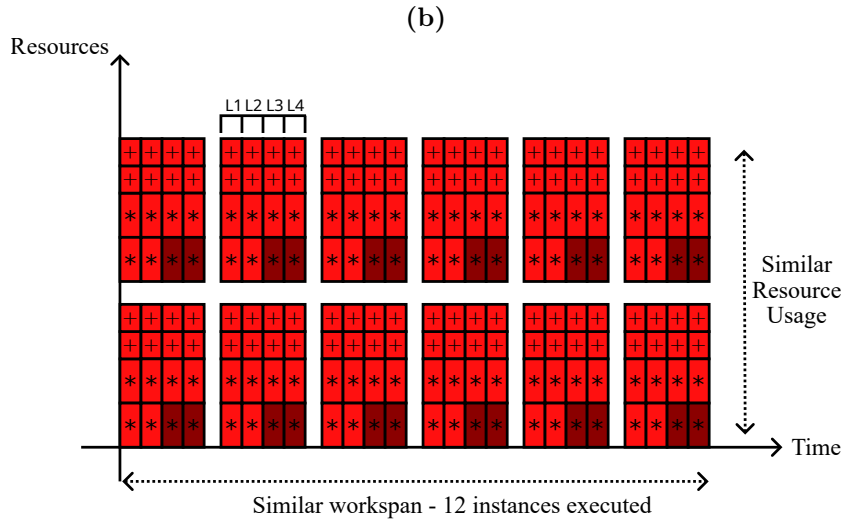 (b)
Resources
L1 L2 L3 L4
+ + + + + + + + + + + + + + + + + + + + + + + +
+ + + + + + + + + + + + + + + + + + + + + + + +
* * * * * * * * * * * * * * * * * * * * * * * *
* * * * * * * * * * * * * * * * * * * * * * * *
Similar
Resource
Usage
+ + + + + + + + + + + + + + + + + + + + + + + +
+ + + + + + + + + + + + + + + + + + + + + + + +
* * * * * * * * * * * * * * * * * * * * * * * *
* * * * * * * * * * * * * * * * * * * * * * * *
Time
Similar workspan - 12 instances executed